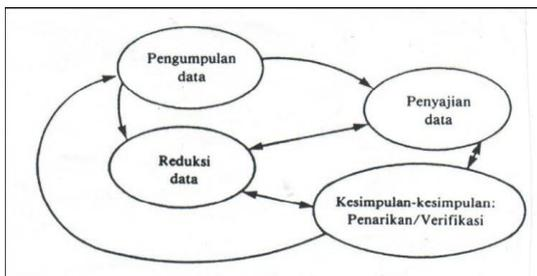 Pengumpulan
data
Penyajian
data
Reduksi
data
Kesimpulan-kesimpulan:
Penarikan/Verifikasi